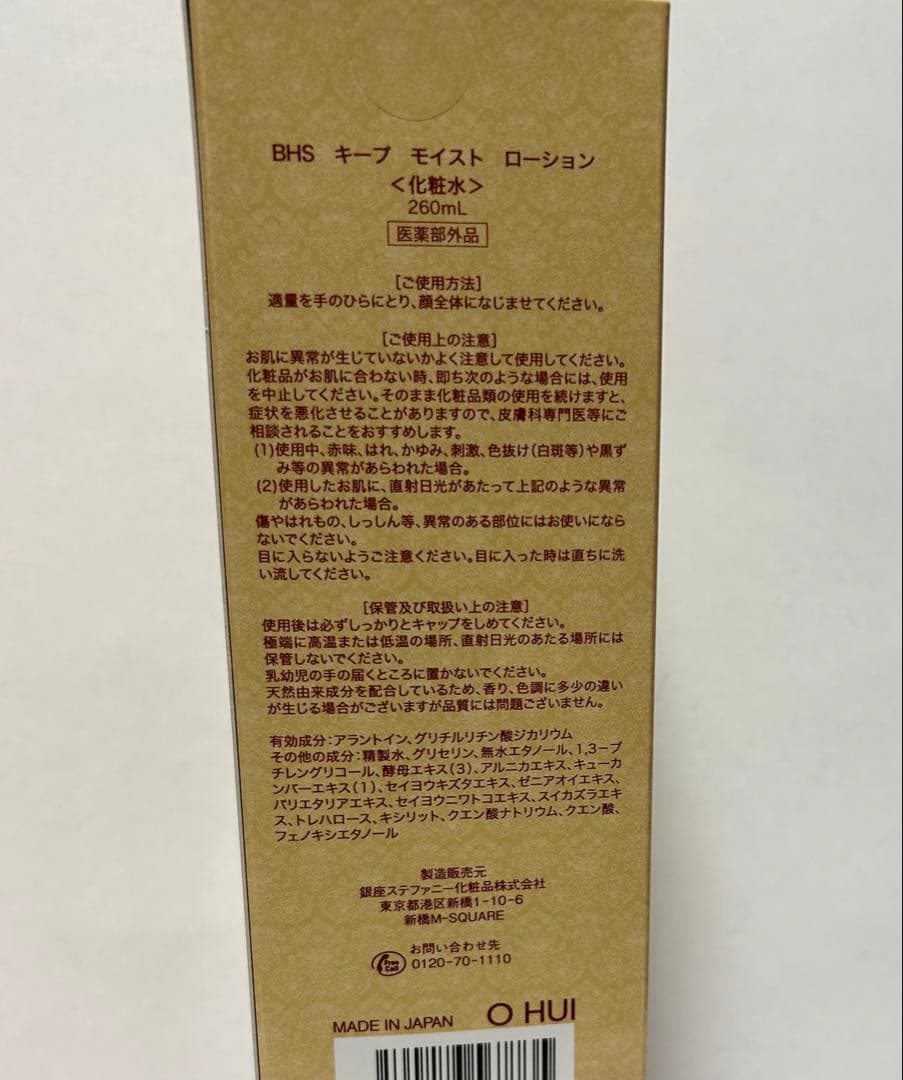 BHS キープ モイスト ローション
＜化粧水＞
260mL
医薬部外品
［ご使用方法］
適量を手のひらにとり、顔全体になじませてください。
［ご使用上の注意］
お肌に異常が生じていないかよく注意して使用してください。
化粧品がお肌に合わない時、即ち次のような場合には、使用
を中止してください。そのまま化粧品類の使用を続けますと、
症状を悪化させることがありますので、皮膚科専門医等にご
相談されることをおすすめします。
(1)使用中、赤味、はれ、かゆみ、刺激、色抜け（白斑等）や黒ず
み等の異常があらわれた場合。
(2)使用したお肌に、直射日光があたって上記のような異常
があらわれた場合。
傷やはれもの、しっしん等、異常のある部位にはお使いになら
ないでください。
目に入らないようご注意ください。目に入った時は直ちに洗
い流してください。
［保管及び取扱い上の注意］
使用後は必ずしっかりとキャップをしめてください。
極端に高温または低温の場所、直射日光のあたる場所には
保管しないでください。
乳幼児の手の届くところに置かないでください。
天然由来成分を配合しているため、香り、色調に多少の違い
が生じる場合がございますが品質には問題ございません。
有効成分：アラントイン、グリチルリチン酸ジカリウム
その他の成分：精製水、グリセリン、無水エタノール、1,3－ブ
チレングリコール、酵母エキス（3）、アルニカエキス、キューカ
ンバーエキス（1）、セイヨウキズタエキス、ゼニアオイエキス、
パリエタリアエキス、セイヨウニワトコエキス、スイカズラエキ
ス、トレハロース、キシリット、クエン酸ナトリウム、クエン酸、
フェノキシエタノール
製造販売元
銀座ステファニー化粧品株式会社
東京都港区新橋1-10-6
新橋M-SQUARE
お問い合わせ先
Free Call 0120-70-1110
MADE IN JAPAN O HUI